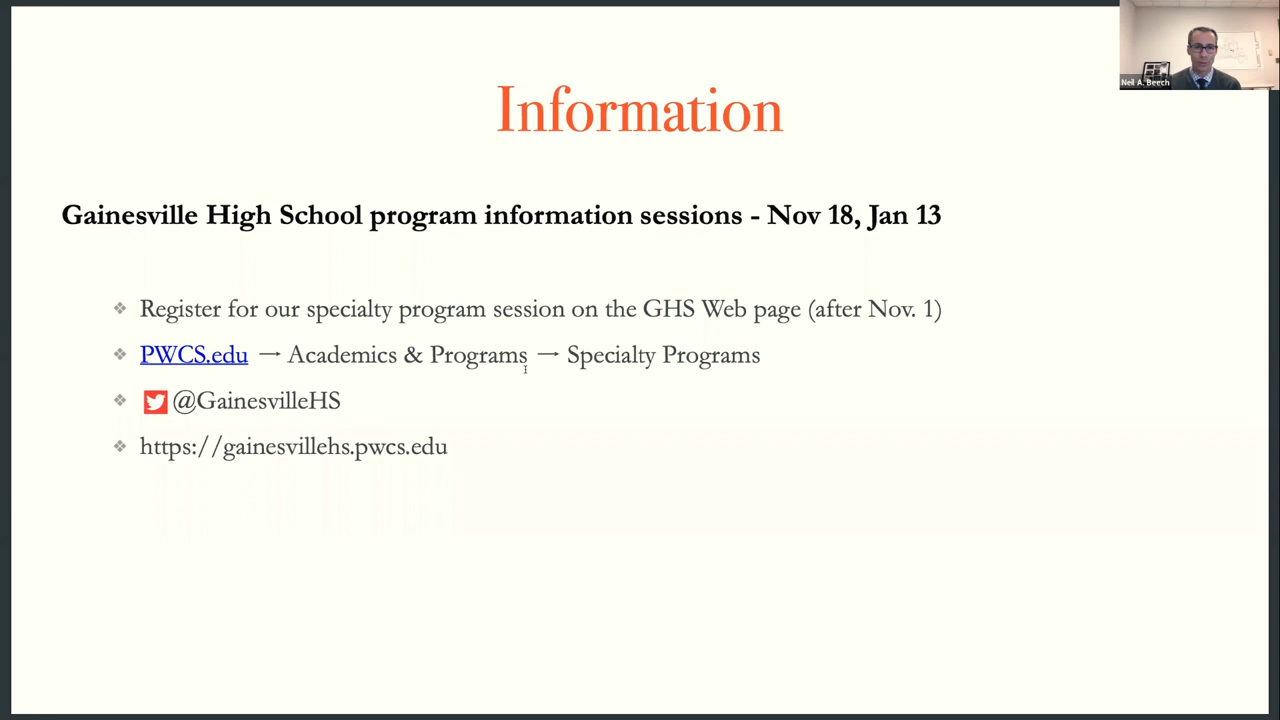 Neil A. Beech
Information
Gainesville High School program information sessions - Nov 18, Jan 13
❖ Register for our specialty program session on the GHS Web page (after Nov. 1)
❖ PWCS.edu → Academics & Programs → Specialty Programs
❖ @GainesvilleHS
❖ https://gainesvillehs.pwcs.edu